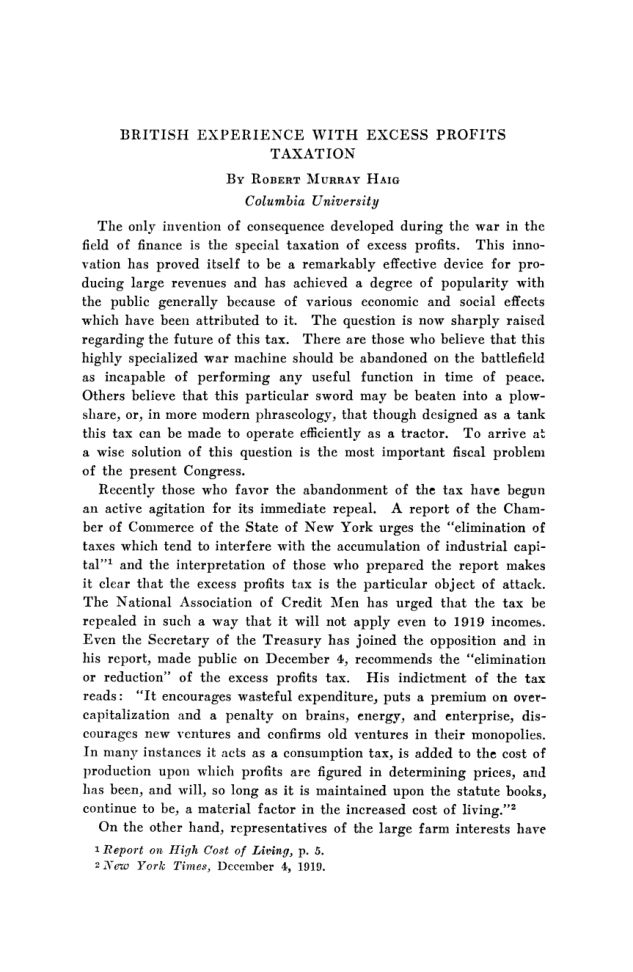 BRITISH EXPERIENCE WITH EXCESS PROFITS
TAXATION
By Robert Murray Haig
Columbia University
The only invention of consequence developed during the war in the
field of finance is the special taxation of excess profits. This inno-
vation has proved itself to be a remarkably effective device for pro-
ducing large revenues and has achieved a degree of popularity with
the public generally because of various economic and social effects
which have been attributed to it. The question is now sharply raised
regarding the future of this tax. There are those who believe that this
highly specialized war machine should be abandoned on the battlefield
as incapable of performing any useful function in time of peace.
Others believe that this particular sword may be beaten into a plow-
share, or, in more modern phraseology, that though designed as a tank
this tax can be made to operate efficiently as a tractor. To arrive at
a wise solution of this question is the most important fiscal problem
of the present Congress.
Recently those who favor the abandonment of the tax have begun
an active agitation for its immediate repeal. A report of the Cham-
ber of Commerce of the State of New York urges the "elimination of
taxes which tend to interfere with the accumulation of industrial capi-
tal"¹ and the interpretation of those who prepared the report makes
it clear that the excess profits tax is the particular object of attack.
The National Association of Credit Men has urged that the tax be
repealed in such a way that it will not apply even to 1919 incomes.
Even the Secretary of the Treasury has joined the opposition and in
his report, made public on December 4, recommends the "elimination
or reduction" of the excess profits tax. His indictment of the tax
reads: "It encourages wasteful expenditure, puts a premium on over-
capitalization and a penalty on brains, energy, and enterprise, dis-
courages new ventures and confirms old ventures in their monopolies.
In many instances it acts as a consumption tax, is added to the cost of
production upon which profits are figured in determining prices, and
has been, and will, so long as it is maintained upon the statute books,
continue to be, a material factor in the increased cost of living."²
On the other hand, representatives of the large farm interests have
¹ Report on High Cost of Living, p. 5.
² New York Times, December 4, 1919.